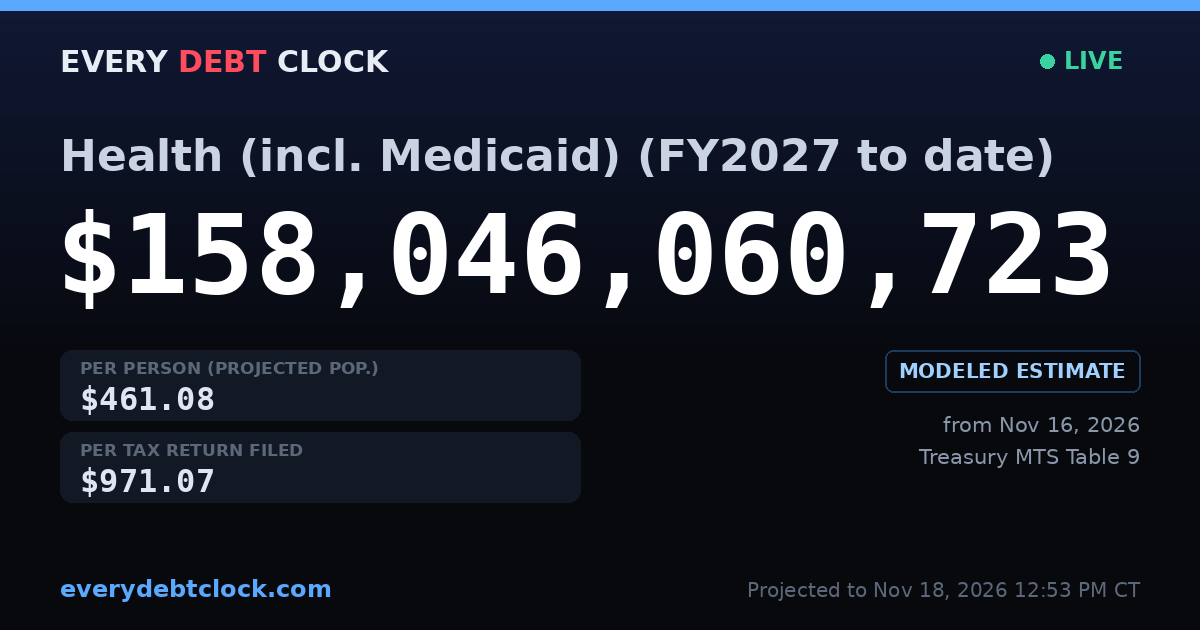 EVERY DEBT CLOCK
LIVE
Health (incl. Medicaid) (FY2027 to date)
$158,046,060,723
PER PERSON (PROJECTED POP.)
$461.08
PER TAX RETURN FILED
$971.07
MODELED ESTIMATE
from Nov 16, 2026
Treasury MTS Table 9
everydebtclock.com
Projected to Nov 18, 2026 12:53 PM CT